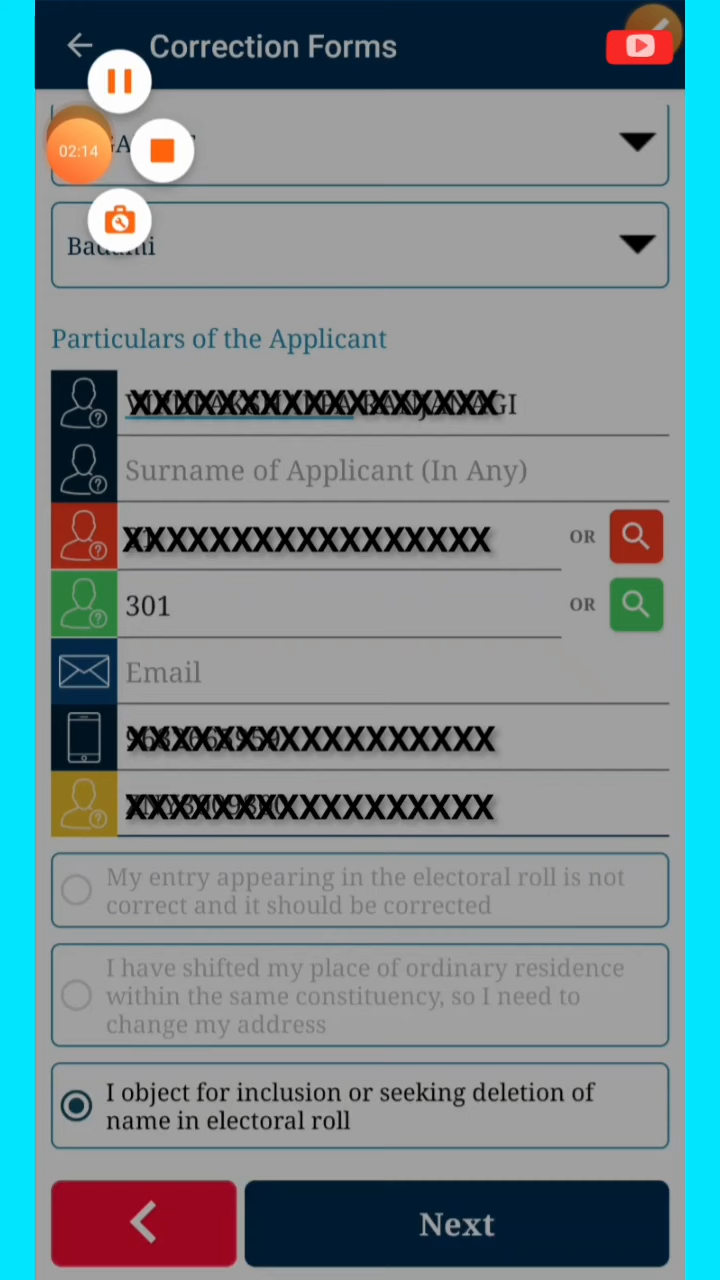 Correction Forms
02:14
Particulars of the Applicant
Surname of Applicant (In Any)
XXXXXXXXXXXXXXXXX OR
301 OR
Email
XXXXXXXXXXXXXXXXX
XXXXXXXXXXXXXXXXX
My entry appearing in the electoral roll is not
correct and it should be corrected
I have shifted my place of ordinary residence
within the same constituency, so I need to
change my address
I object for inclusion or seeking deletion of
name in electoral roll
Next